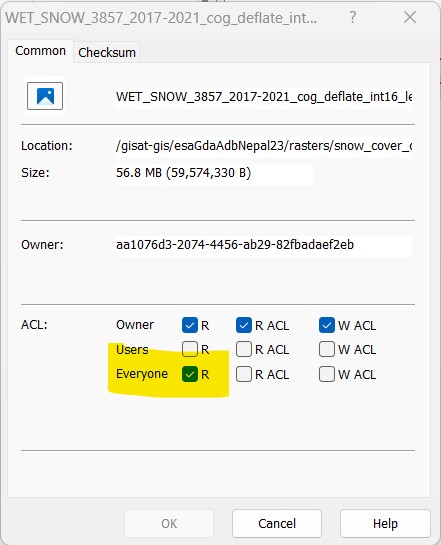 WET_SNOW_3857_2017-2021_cog_deflate_int...
Common Checksum
WET_SNOW_3857_2017-2021_cog_deflate_int16_le
Location: /gisat-gis/esaGdaAdbNepal23/rasters/snow_cover_c
Size: 56.8 MB (59,574,330 B)
Owner: aa1076d3-2074-4456-ab29-82fbadaef2eb
ACL: Owner R R ACL W ACL
Users R R ACL W ACL
Everyone R R ACL W ACL
OK Cancel Help